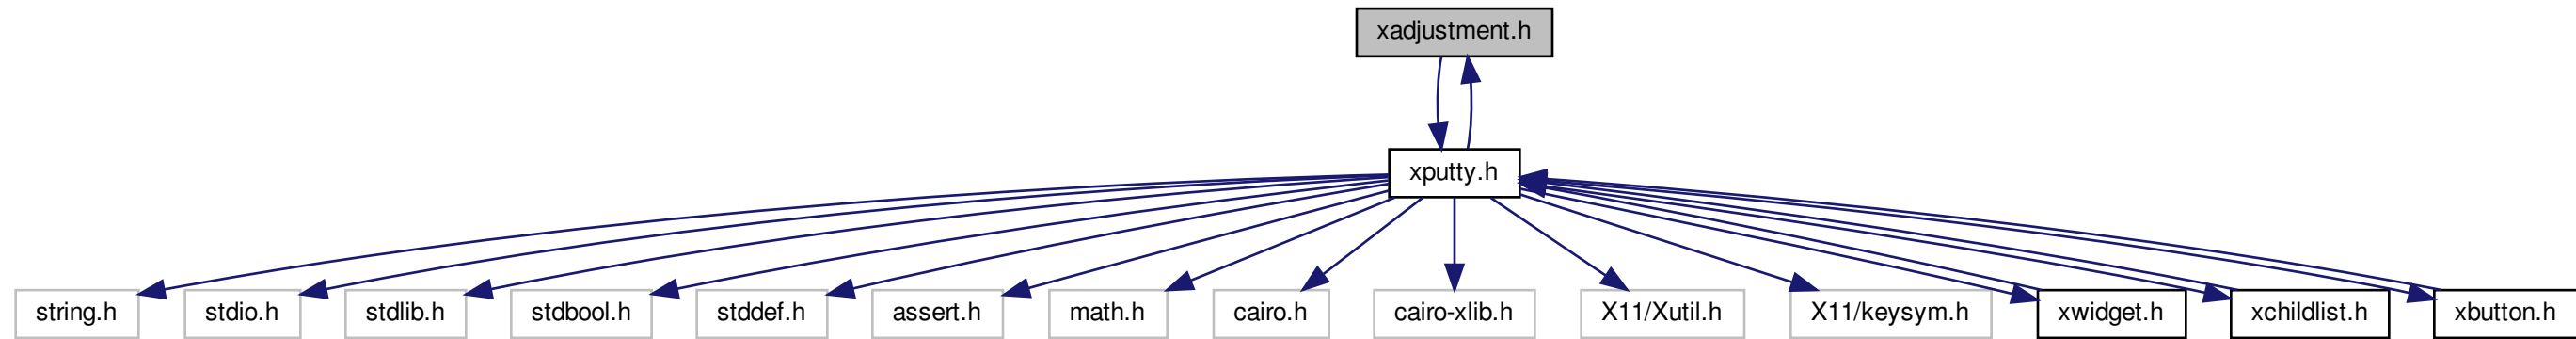 xadjustment.h
xputty.h
string.h
stdio.h
stdlib.h
stdbool.h
stddef.h
assert.h
math.h
cairo.h
cairo-xlib.h
X11/Xutil.h
X11/keysym.h
xwidget.h
xchildlist.h
xbutton.h